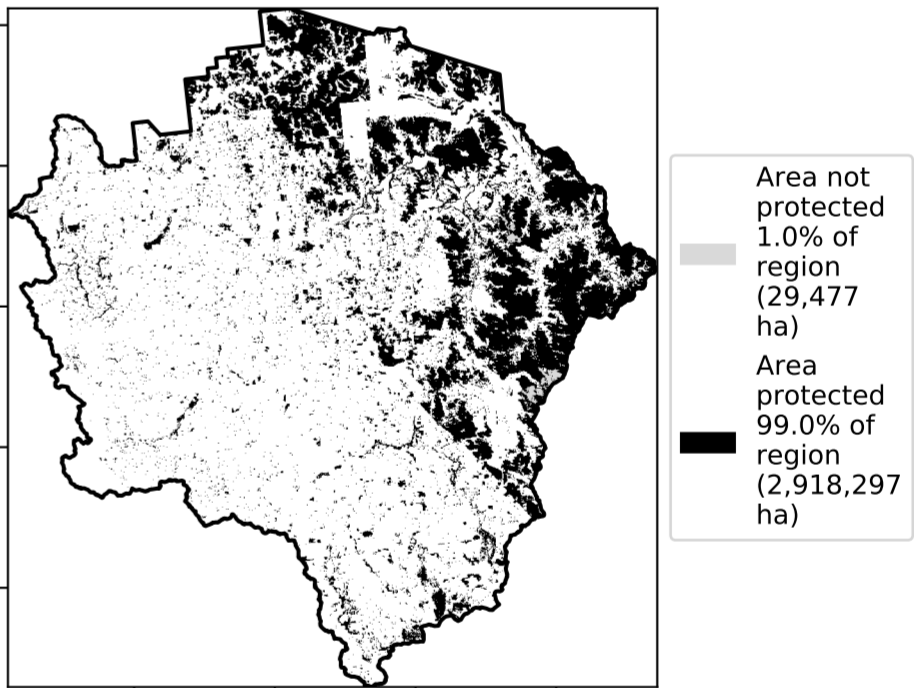 Area not
protected
1.0% of
region
(29,477
ha)
Area
protected
99.0% of
region
(2,918,297
ha)